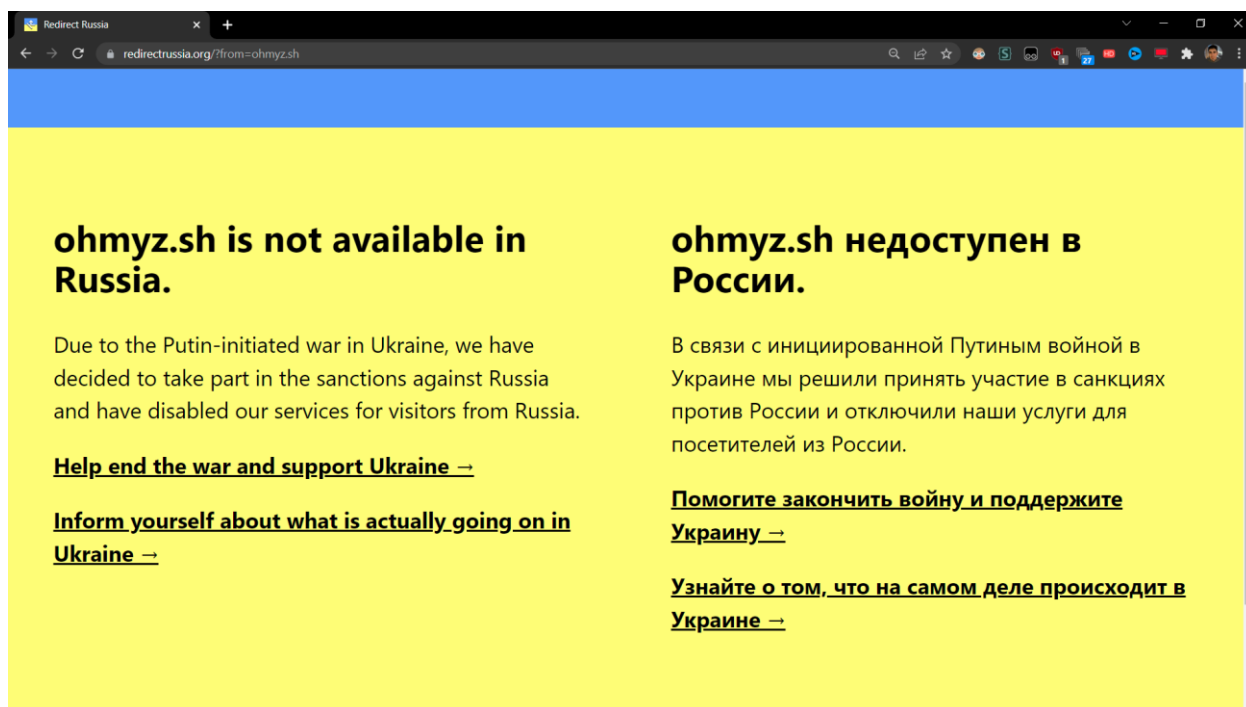 Redirect Russia
redirectrussia.org/?from=ohmyz.sh
S
UD
1
27
HD
ohmyz.sh is not available in
Russia.
Due to the Putin-initiated war in Ukraine, we have
decided to take part in the sanctions against Russia
and have disabled our services for visitors from Russia.
Help end the war and support Ukraine →
Inform yourself about what is actually going on in
Ukraine →
ohmyz.sh недоступен в
России.
В связи с инициированной Путиным войной в
Украине мы решили принять участие в санкциях
против России и отключили наши услуги для
посетителей из России.
Помогите закончить войну и поддержите
Украину →
Узнайте о том, что на самом деле происходит в
Украине →